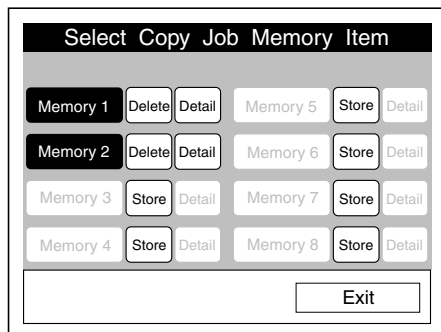 Select Copy Job Memory Item
Memory 1 Delete Detail Memory 5 Store Detail
Memory 2 Delete Detail Memory 6 Store Detail
Memory 3 Store Detail Memory 7 Store Detail
Memory 4 Store Detail Memory 8 Store Detail
Exit